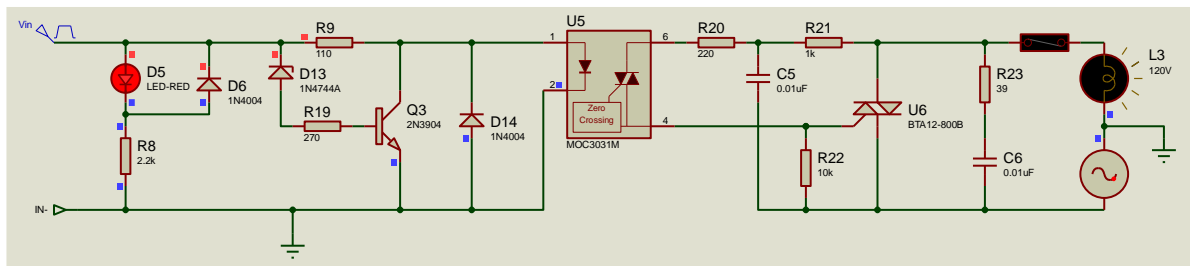 Vin
IN-
D5
LED-RED
D6
1N4004
R8
2.2k
R9
110
D13
1N4744A
R19
270
Q3
2N3904
D14
1N4004
U5
1
2
6
4
Zero
Crossing
MOC3031M
R20
220
C5
0.01uF
R21
1k
R22
10k
U6
BTA12-800B
R23
39
C6
0.01uF
L3
120V